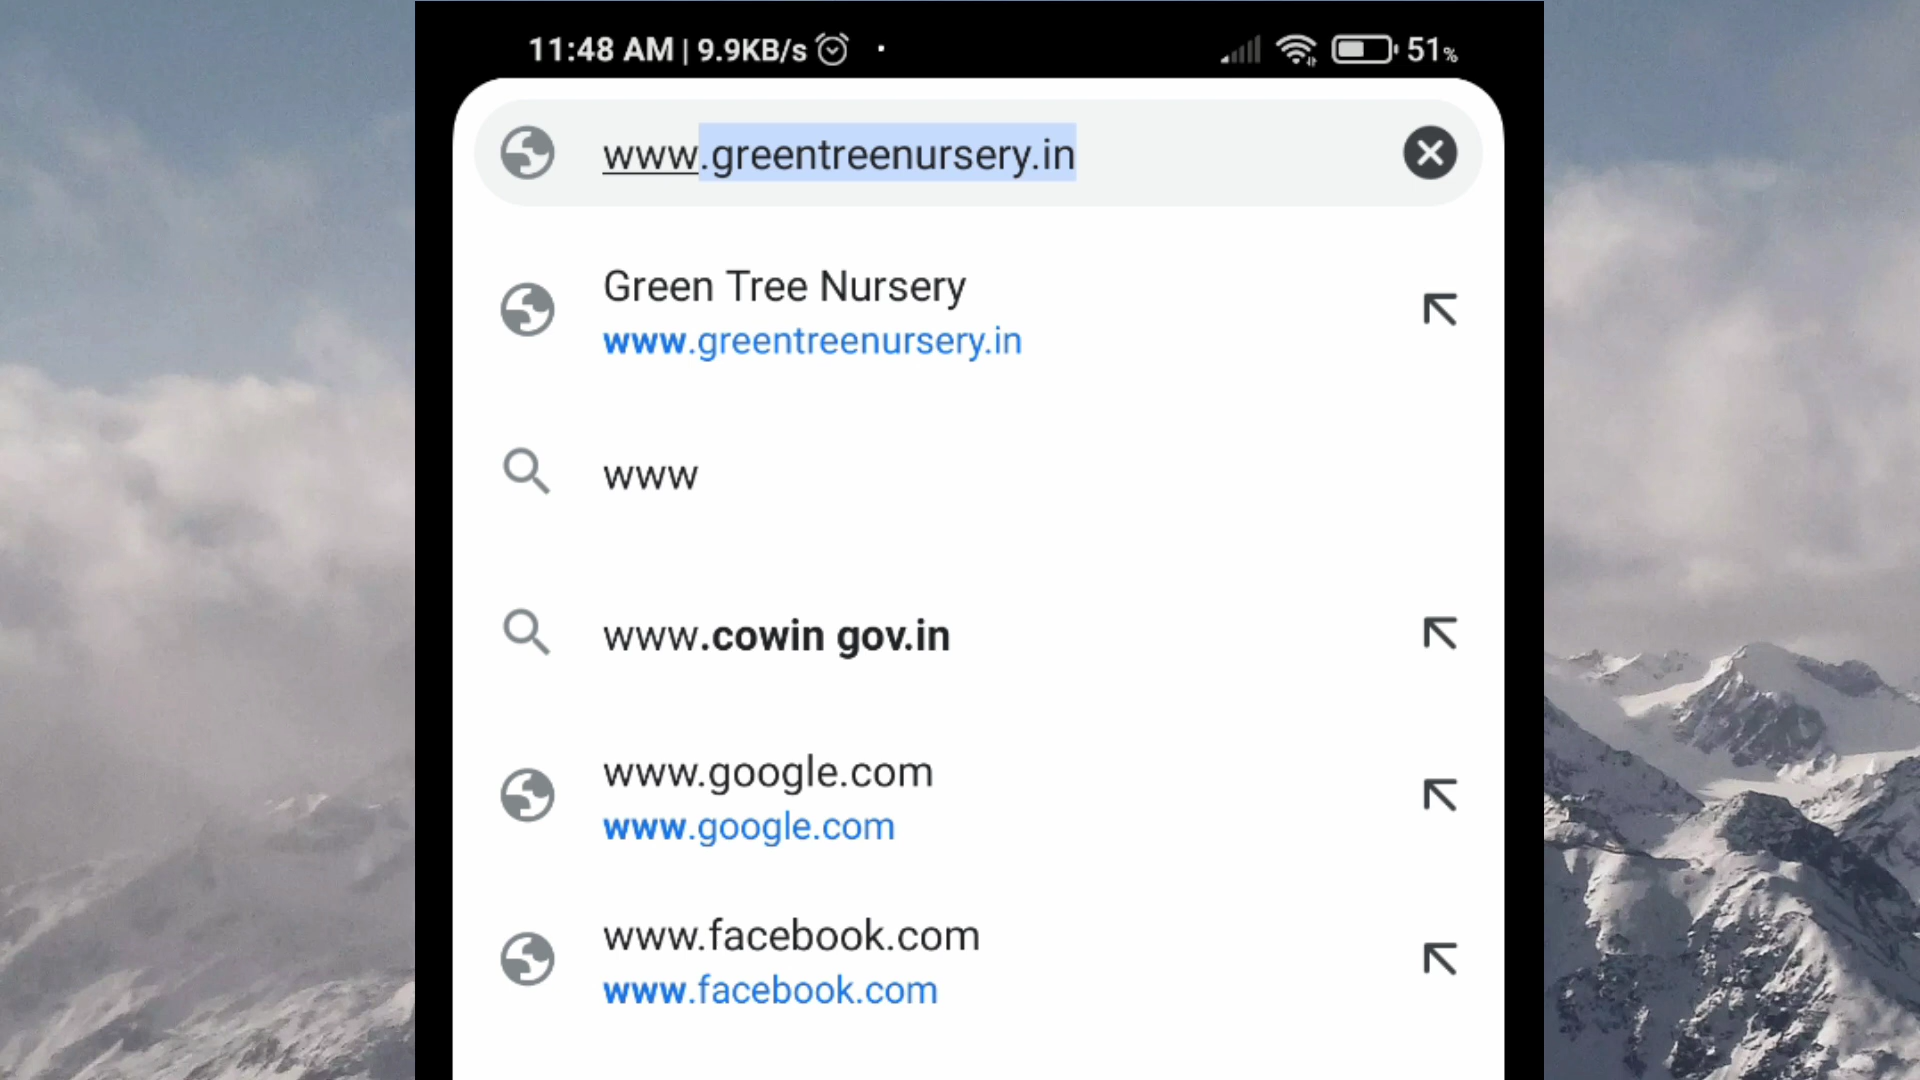 11:48 AM | 9.9KB/s 51%
www.greentreenursery.in
Green Tree Nursery
www.greentreenursery.in
www
www.cowin gov.in
www.google.com
www.google.com
www.facebook.com
www.facebook.com